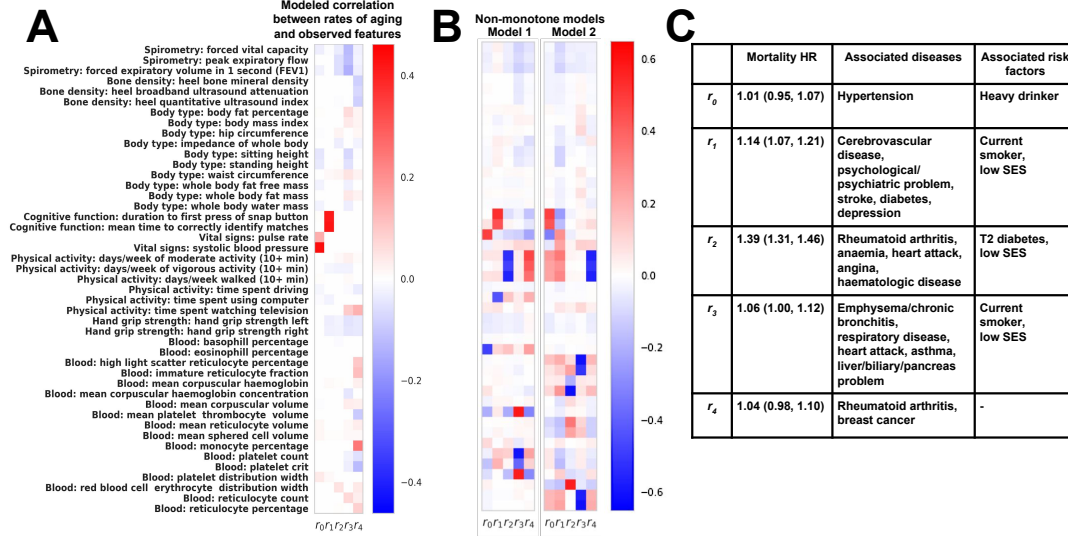 A
Modeled correlation
between rates of aging
and observed features
Spirometry: forced vital capacity
Spirometry: peak expiratory flow
Spirometry: forced expiratory volume in 1 second (FEV1)
Bone density: heel bone mineral density
Bone density: heel broadband ultrasound attenuation
Bone density: heel quantitative ultrasound index
Body type: body fat percentage
Body type: body mass index
Body type: hip circumference
Body type: impedance of whole body
Body type: sitting height
Body type: standing height
Body type: waist circumference
Body type: whole body fat free mass
Body type: whole body fat mass
Body type: whole body water mass
Cognitive function: duration to first press of snap button
Cognitive function: mean time to correctly identify matches
Vital signs: pulse rate
Vital signs: systolic blood pressure
Physical activity: days/week of moderate activity (10+ min)
Physical activity: days/week of vigorous activity (10+ min)
Physical activity: days/week walked (10+ min)
Physical activity: time spent driving
Physical activity: time spent using computer
Physical activity: time spent watching television
Hand grip strength: hand grip strength left
Hand grip strength: hand grip strength right
Blood: basophill percentage
Blood: eosinophill percentage
Blood: high light scatter reticulocyte percentage
Blood: immature reticulocyte fraction
Blood: mean corpuscular haemoglobin
Blood: mean corpuscular haemoglobin concentration
Blood: mean corpuscular volume
Blood: mean platelet thrombocyte volume
Blood: mean reticulocyte volume
Blood: mean sphered cell volume
Blood: monocyte percentage
Blood: platelet count
Blood: platelet crit
Blood: platelet distribution width
Blood: red blood cell erythrocyte distribution width
Blood: reticulocyte count
Blood: reticulocyte percentage
r0 r1 r2 r3 r4
0.4
0.2
0.0
−0.2
−0.4
B
Non-monotone models
Model 1 Model 2
r0 r1 r2 r3 r4 r0 r1 r2 r3 r4
0.6
0.4
0.2
0.0
−0.2
−0.4
−0.6
C
Mortality HR Associated diseases Associated risk
factors
r0 1.01 (0.95, 1.07) Hypertension Heavy drinker
r1 1.14 (1.07, 1.21) Cerebrovascular Current
disease, smoker,
psychological/ low SES
psychiatric problem,
stroke, diabetes,
depression
r2 1.39 (1.31, 1.46) Rheumatoid arthritis, T2 diabetes,
anaemia, heart attack, low SES
angina,
haematologic disease
r3 1.06 (1.00, 1.12) Emphysema/chronic Current
bronchitis, smoker,
respiratory disease, low SES
heart attack, asthma,
liver/biliary/pancreas
problem
r4 1.04 (0.98, 1.10) Rheumatoid arthritis, -
breast cancer